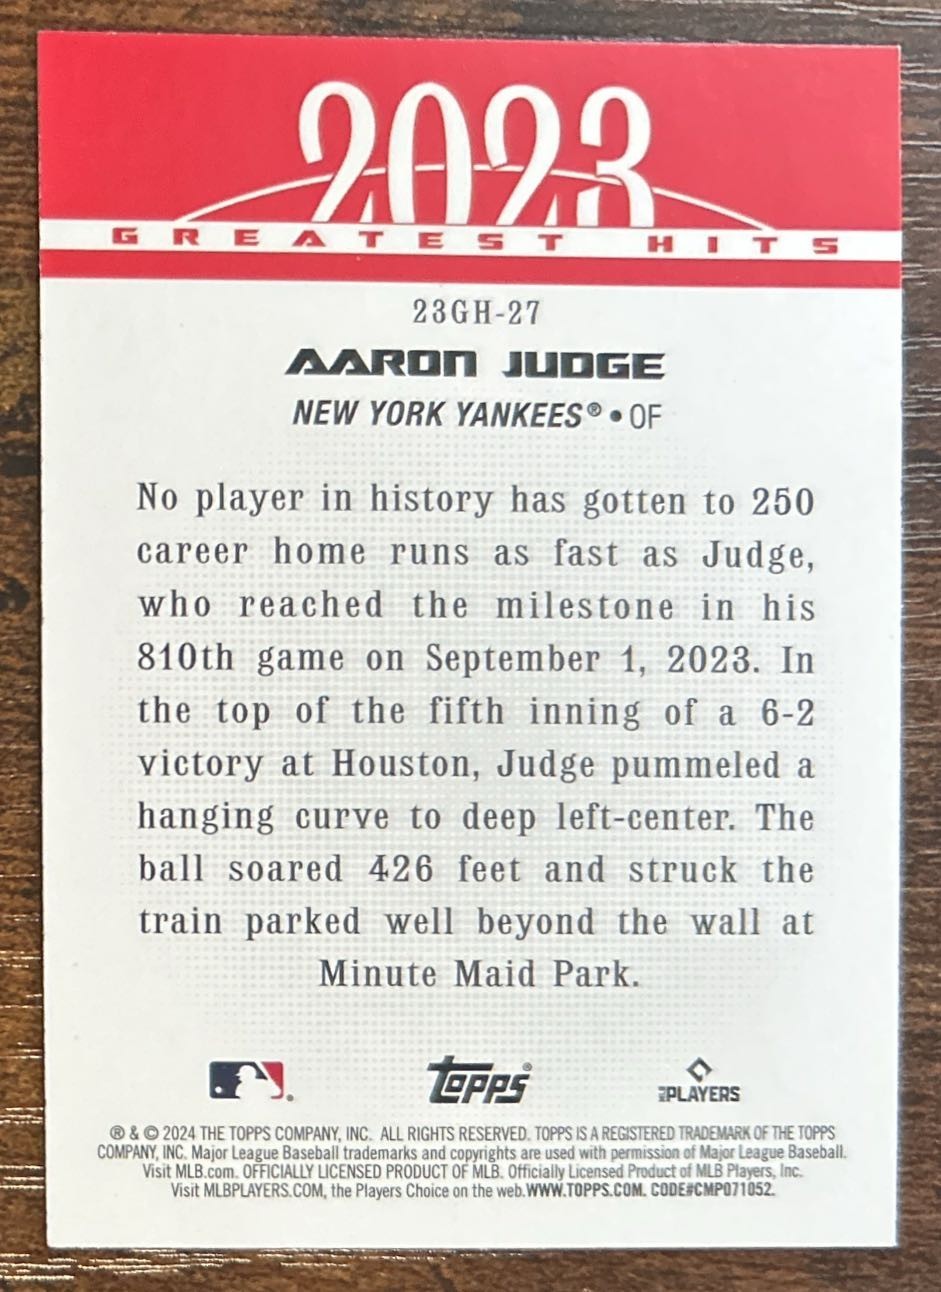 2023
GREATEST HITS
23GH-27
AARON JUDGE
NEW YORK YANKEES® • OF
No player in history has gotten to 250
career home runs as fast as Judge,
who reached the milestone in his
810th game on September 1, 2023. In
the top of the fifth inning of a 6-2
victory at Houston, Judge pummeled a
hanging curve to deep left-center. The
ball soared 426 feet and struck the
train parked well beyond the wall at
Minute Maid Park.
topps® PLAYERS
® & © 2024 THE TOPPS COMPANY, INC. ALL RIGHTS RESERVED. TOPPS IS A REGISTERED TRADEMARK OF THE TOPPS
COMPANY, INC. Major League Baseball trademarks and copyrights are used with permission of Major League Baseball.
Visit MLB.com. OFFICIALLY LICENSED PRODUCT OF MLB. Officially Licensed Product of MLB Players, Inc.
Visit MLBPLAYERS.COM, the Players Choice on the web.WWW.TOPPS.COM. CODE#CMP071052.